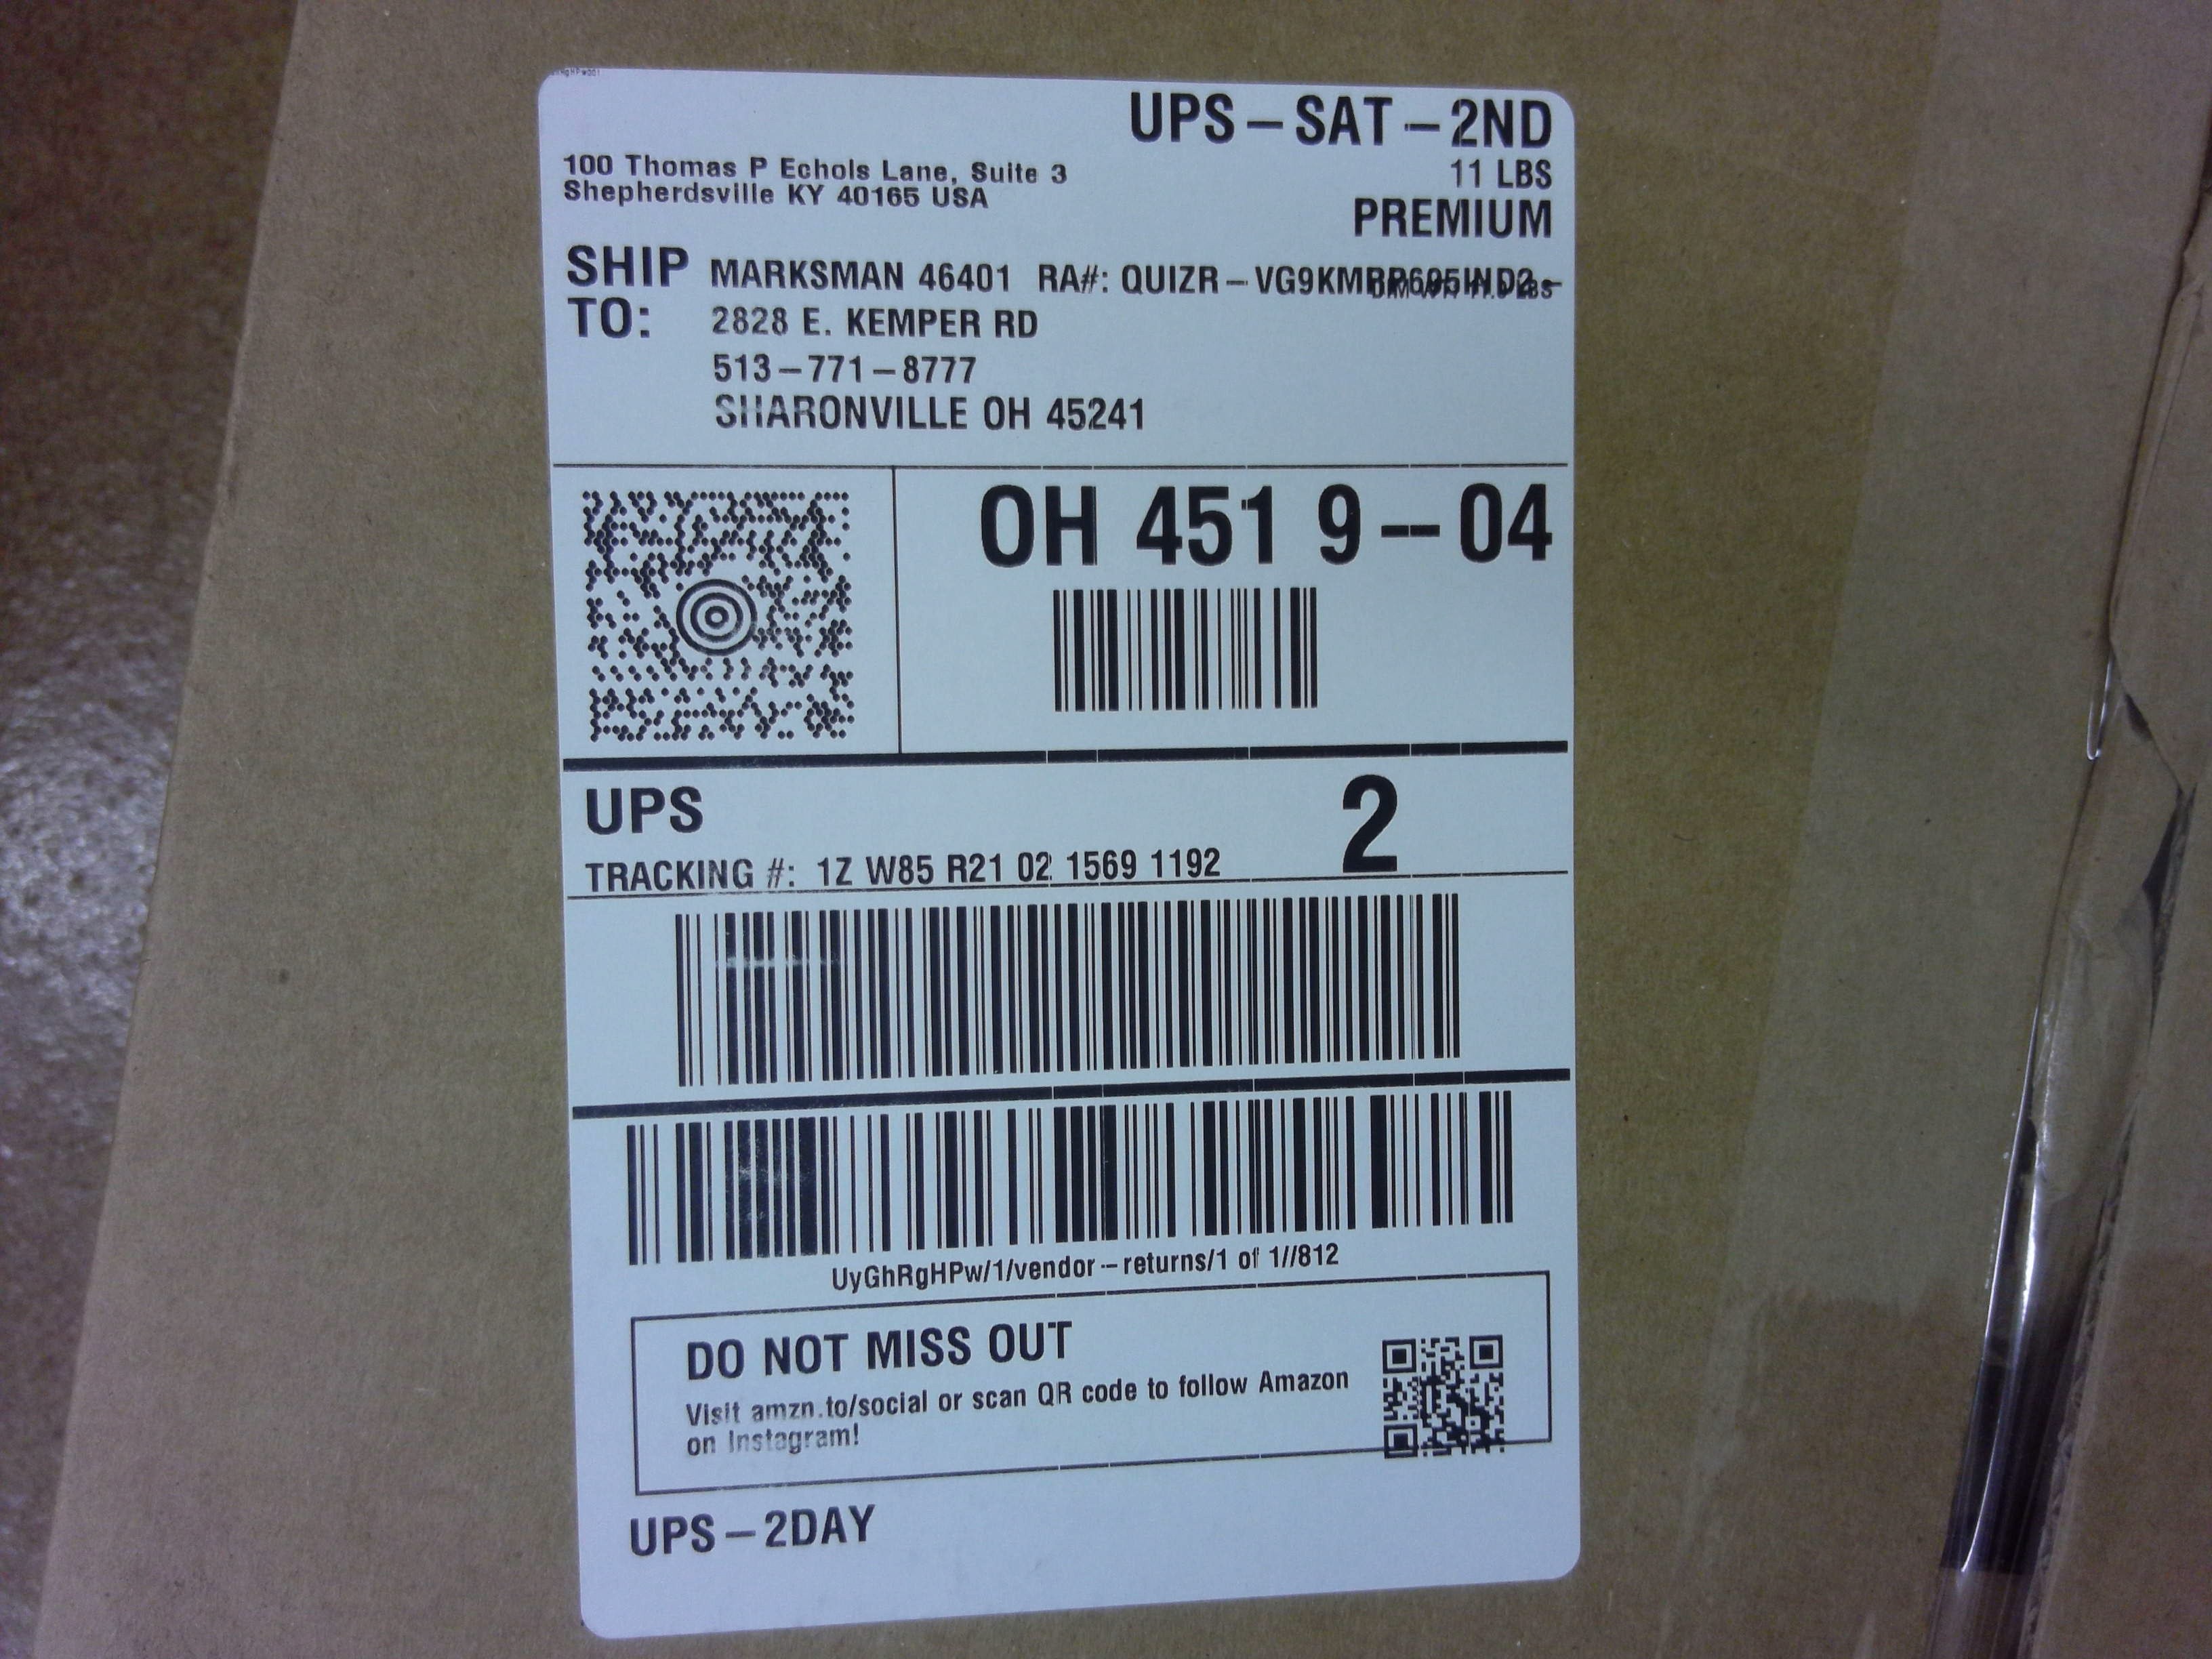 UPS-SAT-2ND
100 Thomas P Echols Lane, Suite 3
Shepherdsville KY 40165 USA
11 LBS
PREMIUM
SHIP TO:
MARKSMAN 46401 RA#: QUIZR-
2828 E. KEMPER RD
513-771-8777
SHARONVILLE OH 45241
OH 451 9--04
UPS
2
TRACKING #: 1Z W85 R21 02 1569 1192
UyGhRgHPw/1/vendor--returns/1 of 1//812
DO NOT MISS OUT
Visit amzn.to/social or scan QR code to follow Amazon
on Instagram!
UPS-2DAY